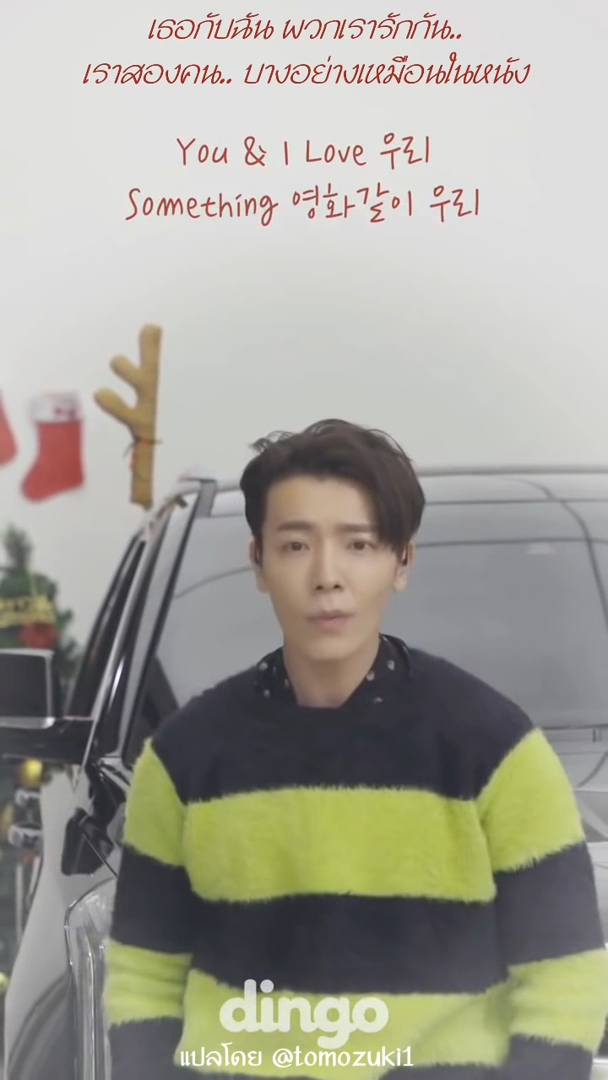 เธอกับฉัน พวกเรารักกัน..
เราสองคน.. บางอย่างเหมือนในหนัง
You & I Love 우리
Something 영화같이 우리
dingo
แปลโดย @tomozuki1